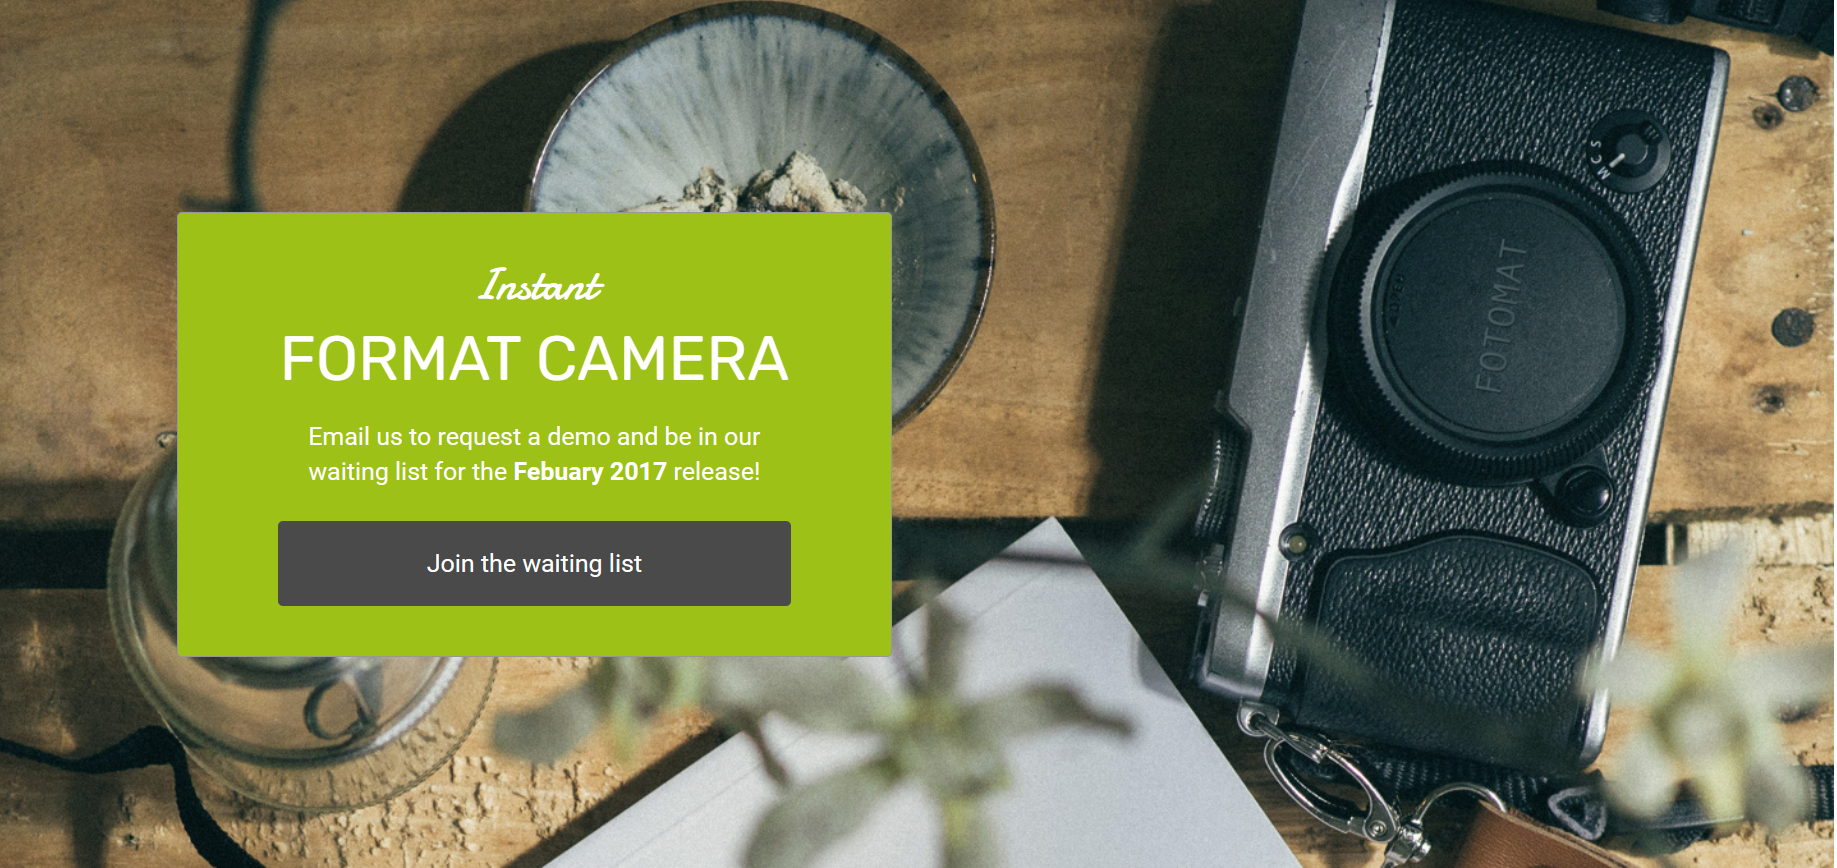 Instant
FORMAT CAMERA
Email us to request a demo and be in our
waiting list for the Febuary 2017 release!
Join the waiting list
FOTOMAT
S
C
M